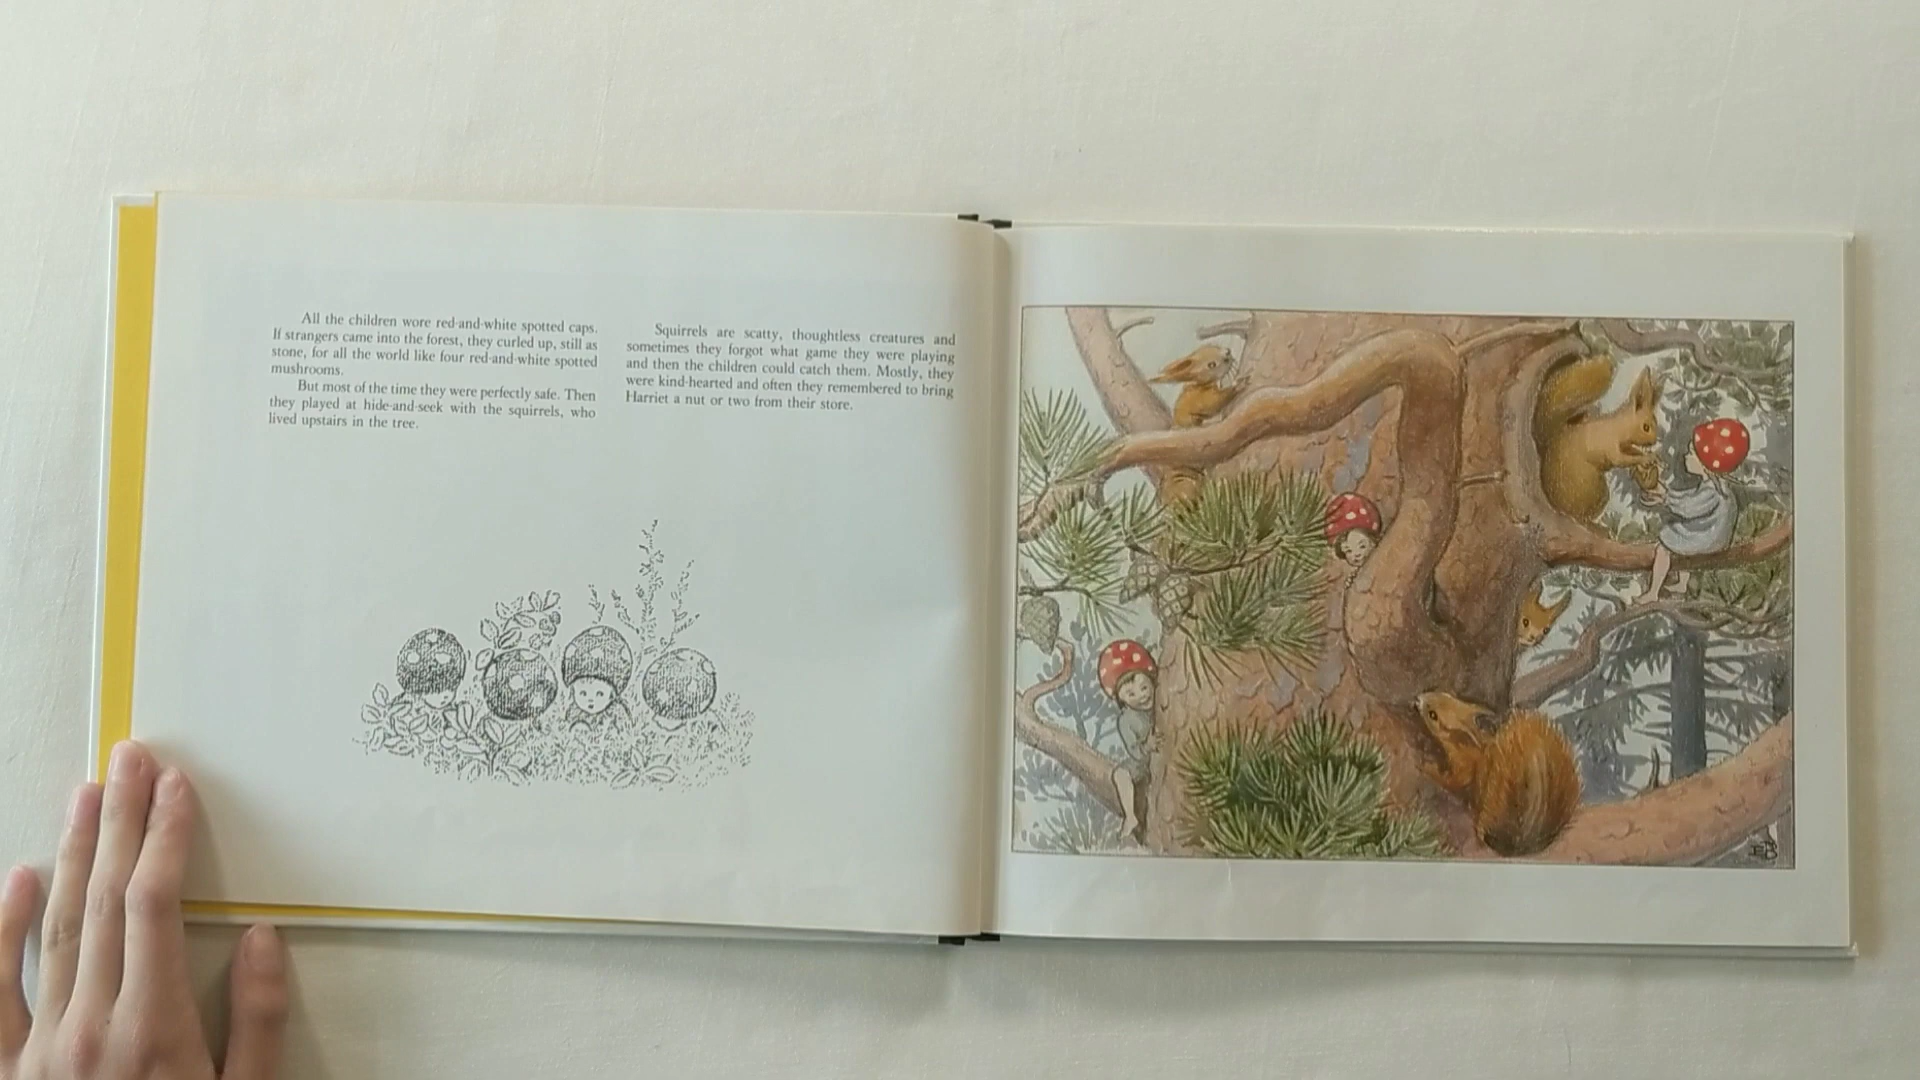 All the children wore red-and-white spotted caps.
If strangers came into the forest, they curled up, still as
stone, for all the world like four red-and-white spotted
mushrooms.
But most of the time they were perfectly safe. Then
they played at hide-and-seek with the squirrels, who
lived upstairs in the tree.
Squirrels are scatty, thoughtless creatures and
sometimes they forgot what game they were playing
and then the children could catch them. Mostly, they
were kind-hearted and often they remembered to bring
Harriet a nut or two from their store.
EB